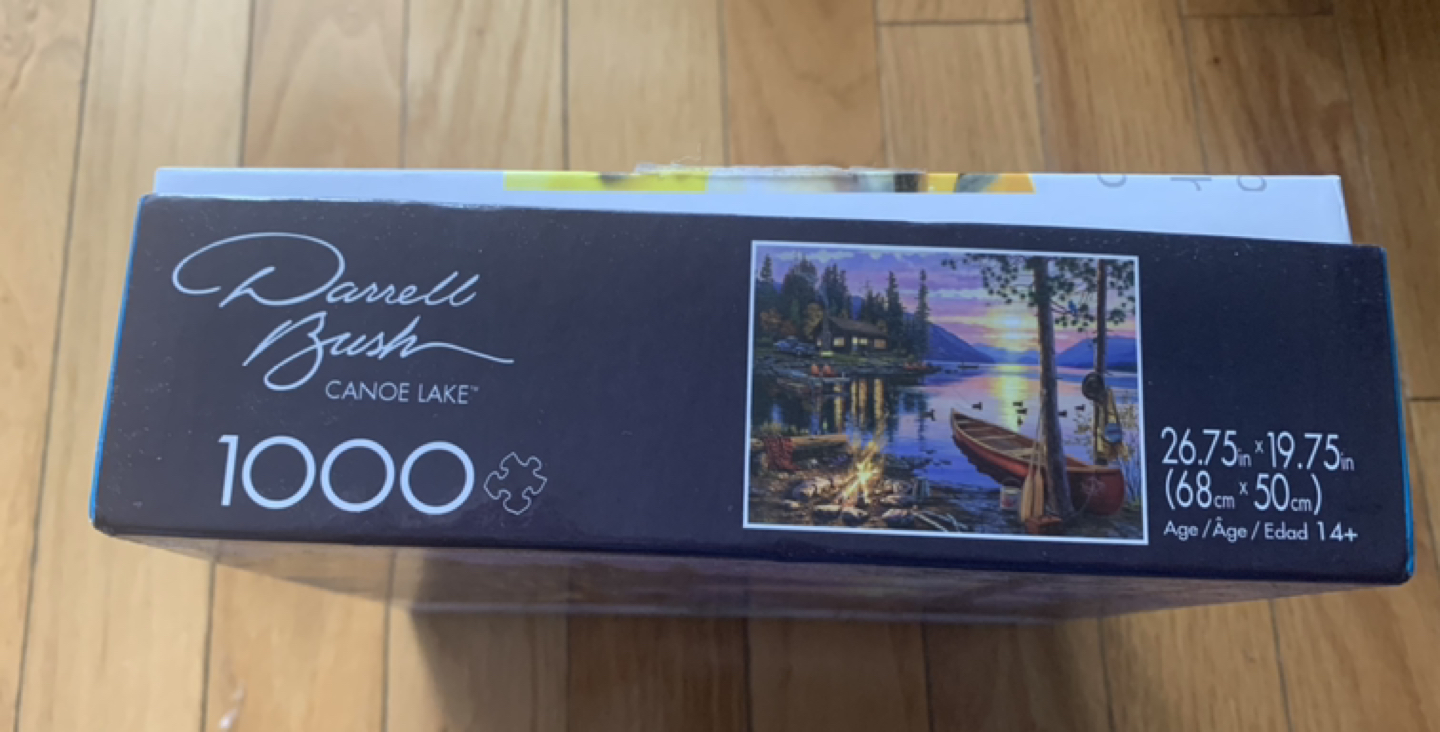 Darrell
Bush
CANOE LAKE™
1000
26.75in x 19.75in
(68cm x 50cm)
Age / Âge / Edad 14+